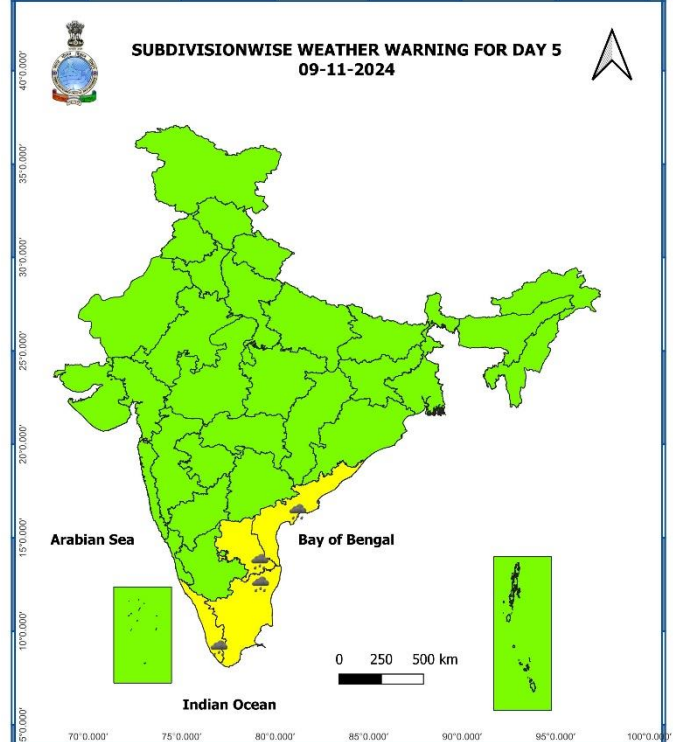 SUBDIVISIONWISE WEATHER WARNING FOR DAY 5
09-11-2024
40°0.000'
35°0.000'
30°0.000'
25°0.000'
20°0.000'
Arabian Sea
Bay of Bengal
15°0.000'
10°0.000'
0 250 500 km
Indian Ocean
5°0.000'
70°0.000' 75°0.000' 80°0.000' 85°0.000' 90°0.000' 95°0.000' 100°0.000'